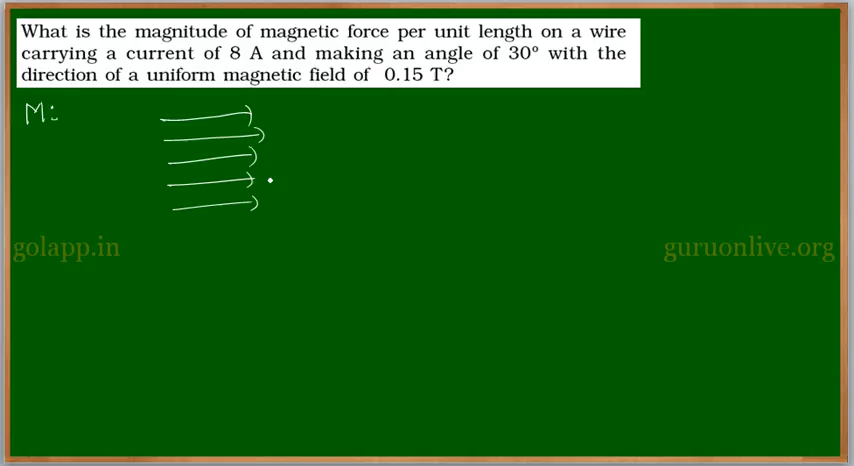 What is the magnitude of magnetic force per unit length on a wire
carrying a current of 8 A and making an angle of 30° with the
direction of a uniform magnetic field of 0.15 T?
M:
golapp.in
guruonlive.org